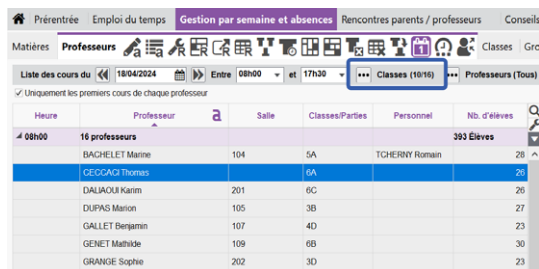 Prérentrée Emploi du temps Gestion par semaine et absences Rencontres parents / professeurs Conseils
Matières Professeurs Classes Gro
Liste des cours du 18/04/2024 Entre 08h00 et 17h30 ... Classes (10/16) ... Professeurs (Tous)
Uniquement les premiers cours de chaque professeur
Heure Professeur a Salle Classes/Parties Personnel Nb. d'élèves
08h00 16 professeurs 393 Élèves
BACHELET Marine 104 5A TCHERNY Romain 28
CECCACI Thomas 6A 26
DALIAOUI Karim 201 6C 26
DUPAS Marion 105 3B 27
GALLET Benjamin 107 4D 23
GENET Mathilde 109 6B 30
GRANGE Sophie 202 3D 23